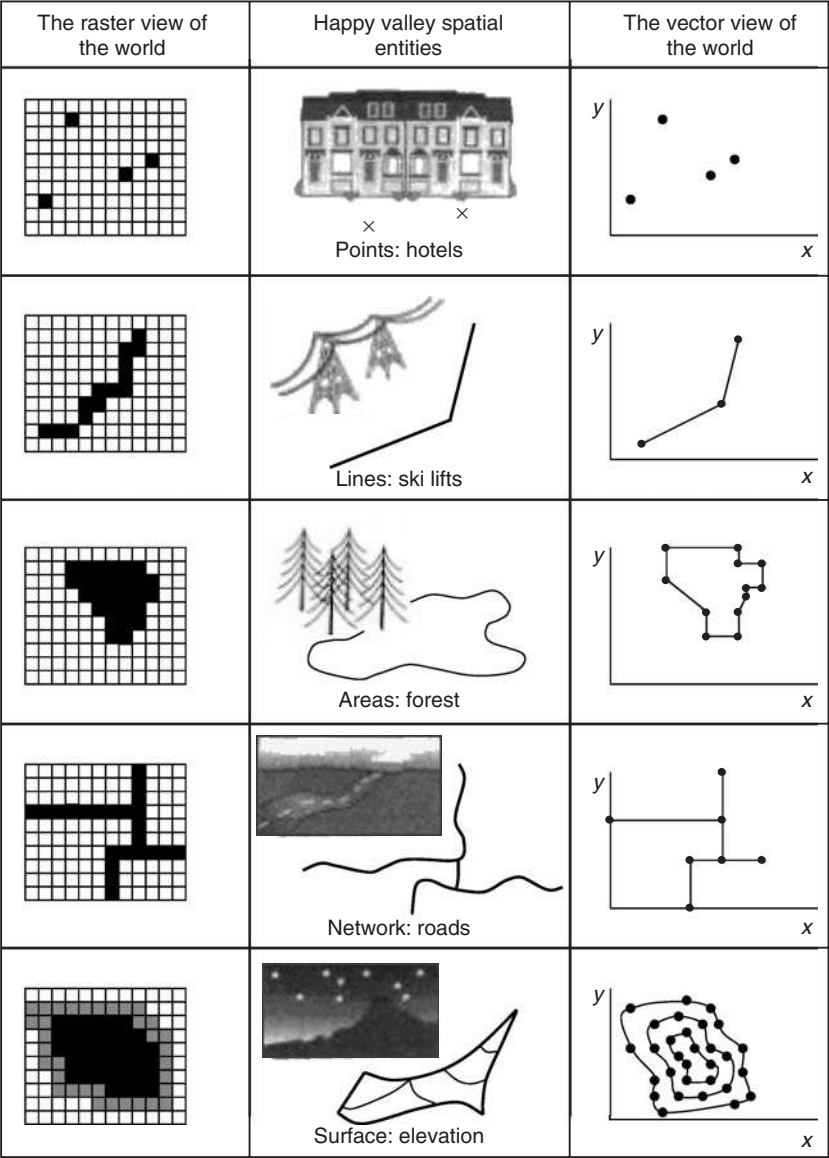 The raster view of
the world
Happy valley spatial
entities
The vector view of
the world
Points: hotels
y
x
Lines: ski lifts
y
x
Areas: forest
y
x
Network: roads
y
x
Surface: elevation
y
x